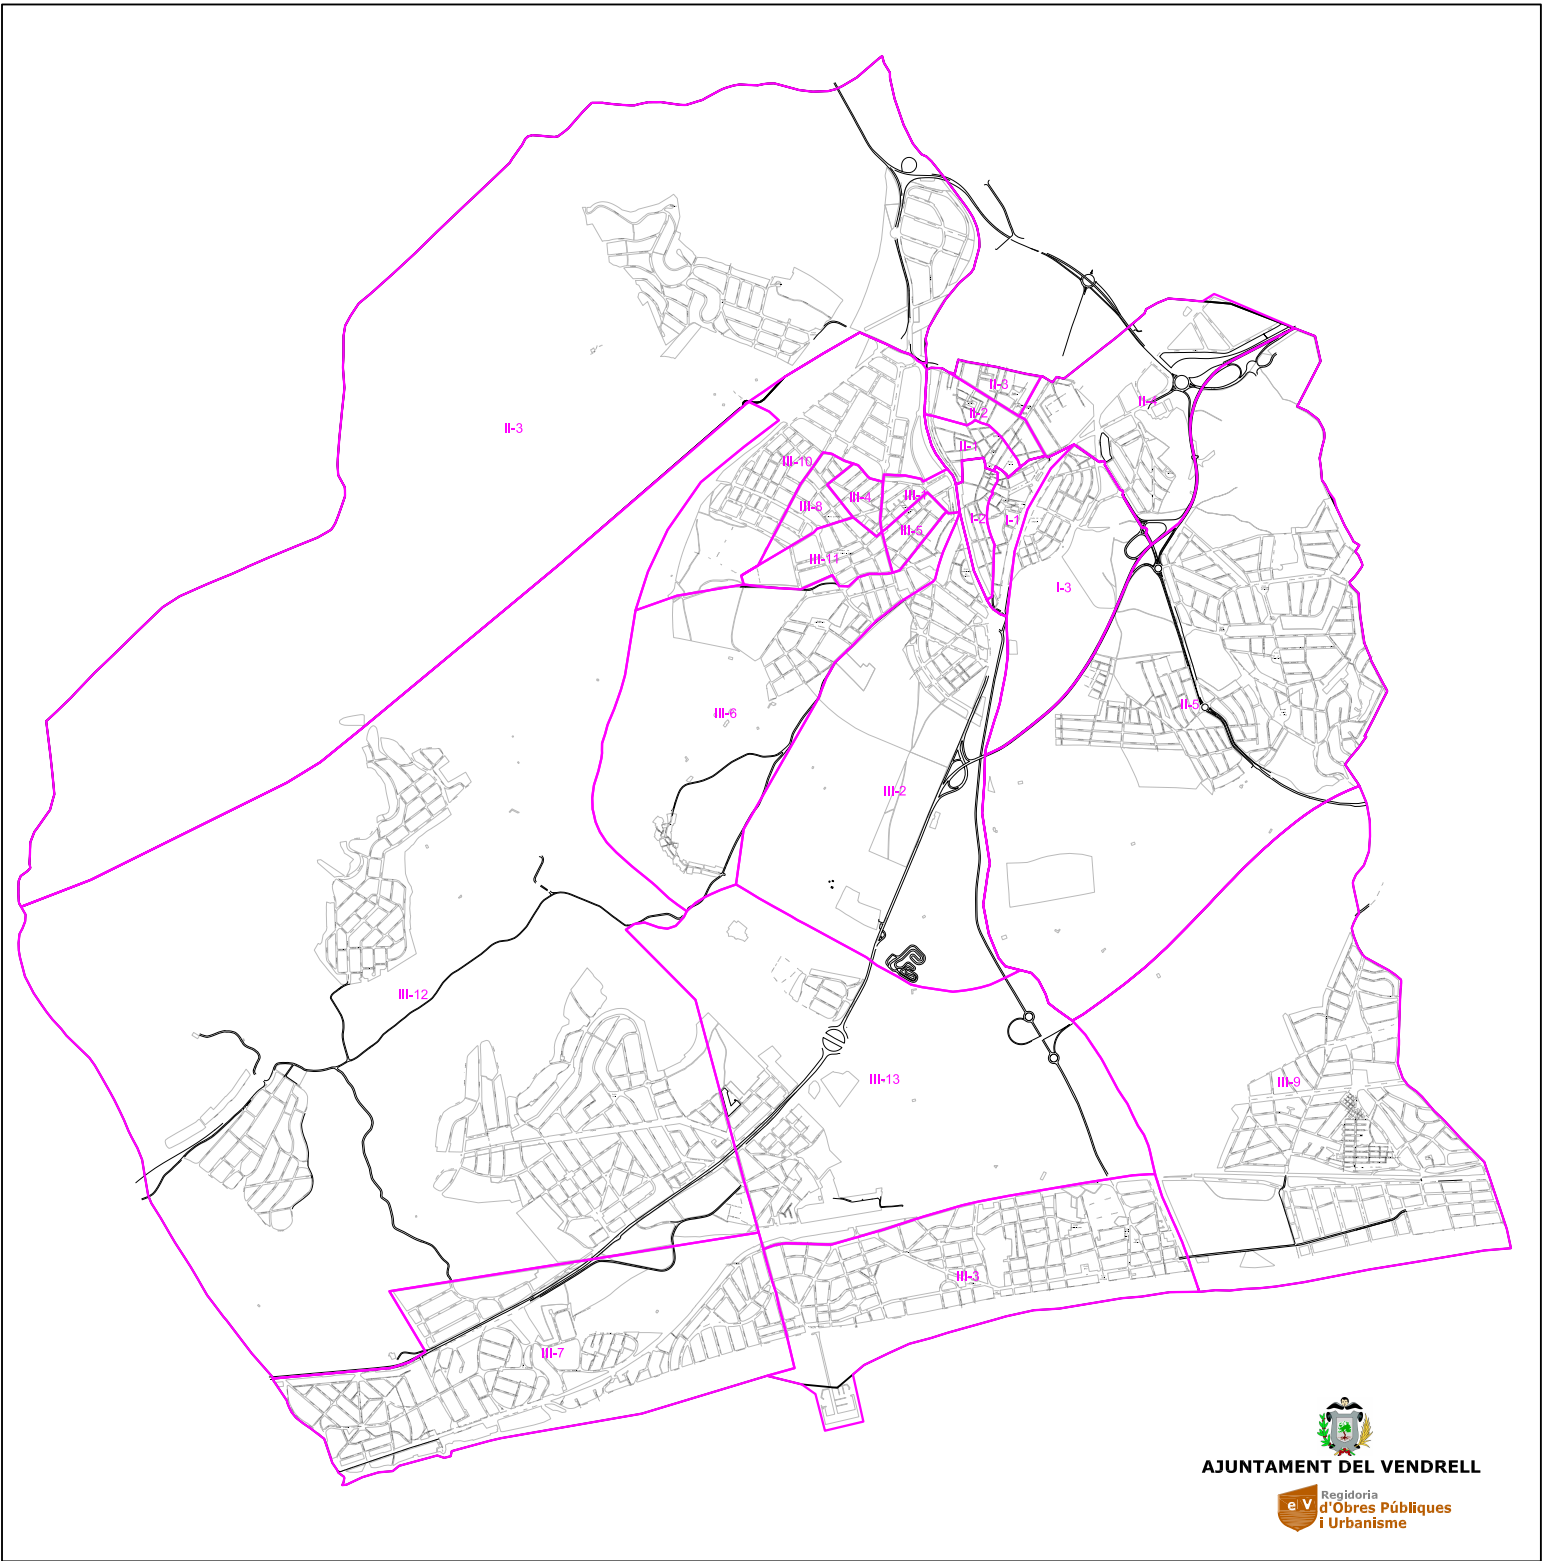 II-3
II-2
II-4
II-3
II-1
III-10
III-4
III-1
III-8
I-2
I-1
III-5
III-11
I-3
II-5
III-6
III-2
III-12
III-13
III-9
III-3
III-7
AJUNTAMENT DEL VENDRELL
e V
Regidoria
d'Obres Públiques
i Urbanisme